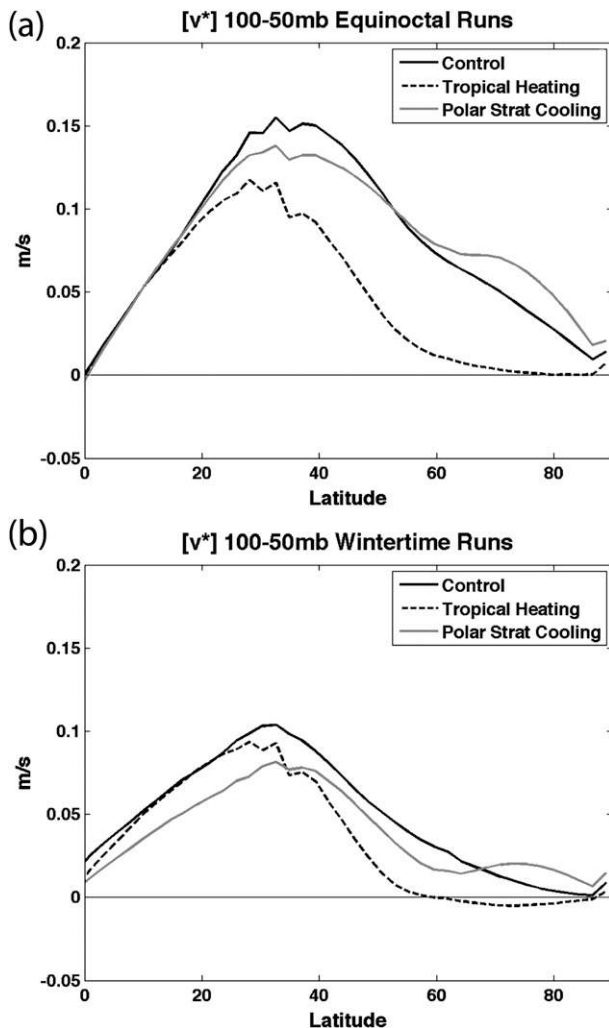 (a)
[v*] 100-50mb Equinoctal Runs
0.2
Control
Tropical Heating
Polar Strat Cooling
0.15
0.1
m/s
0.05
0
-0.05
0 20 40 60 80
Latitude
(b)
[v*] 100-50mb Wintertime Runs
0.2
Control
Tropical Heating
Polar Strat Cooling
0.15
0.1
m/s
0.05
0
-0.05
0 20 40 60 80
Latitude